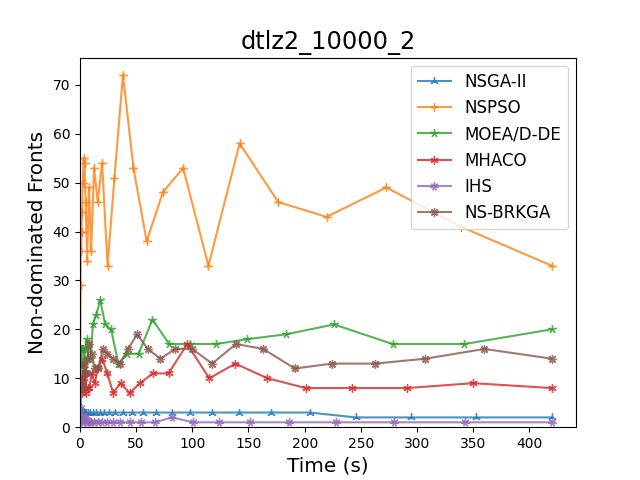 dtlz2_10000_2
Non-dominated Fronts
70
60
50
40
30
20
10
0
0 50 100 150 200 250 300 350 400
Time (s)
NSGA-II
NSPSO
MOEA/D-DE
MHACO
IHS
NS-BRKGA